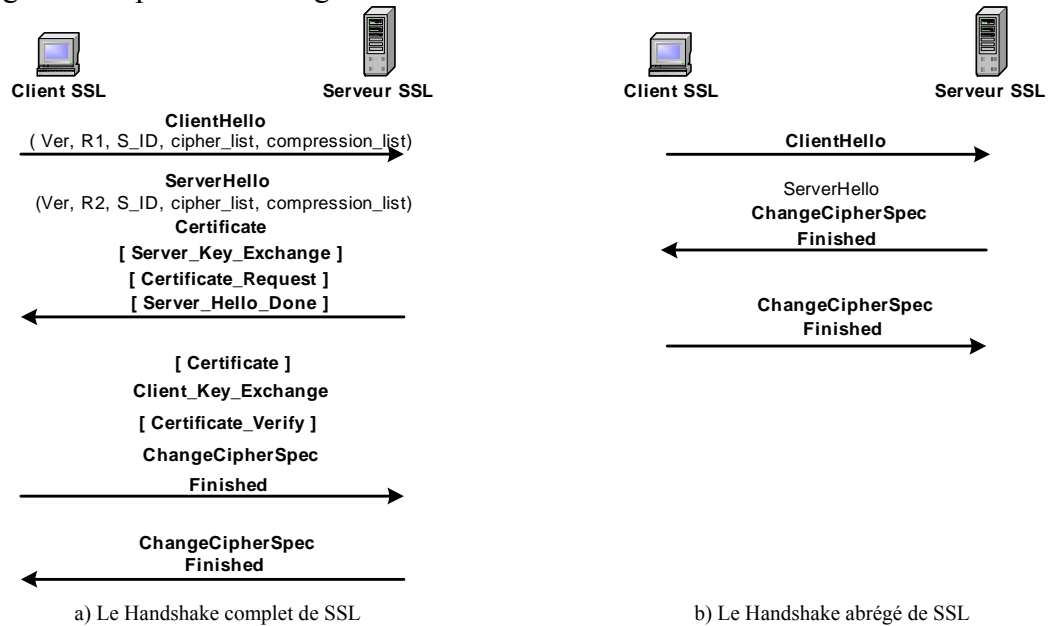 Client SSL
Serveur SSL
ClientHello
( Ver, R1, S_ID, cipher_list, compression_list)
ServerHello
(Ver, R2, S_ID, cipher_list, compression_list)
Certificate
[ Server_Key_Exchange ]
[ Certificate_Request ]
[ Server_Hello_Done ]
[ Certificate ]
Client_Key_Exchange
[ Certificate_Verify ]
ChangeCipherSpec
Finished
ChangeCipherSpec
Finished
a) Le Handshake complet de SSL
Client SSL
Serveur SSL
ClientHello
ServerHello
ChangeCipherSpec
Finished
ChangeCipherSpec
Finished
b) Le Handshake abrégé de SSL